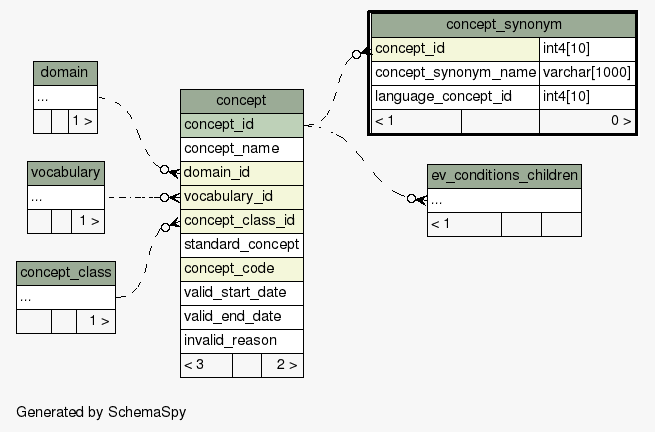 concept_synonym
concept_id int4[10]
concept_synonym_name varchar[1000]
language_concept_id int4[10]
< 1 0 >
domain
...
1 >
concept
concept_id
concept_name
domain_id
vocabulary_id
concept_class_id
standard_concept
concept_code
valid_start_date
valid_end_date
invalid_reason
< 3 2 >
vocabulary
...
1 >
ev_conditions_children
...
< 1
concept_class
...
1 >
Generated by SchemaSpy